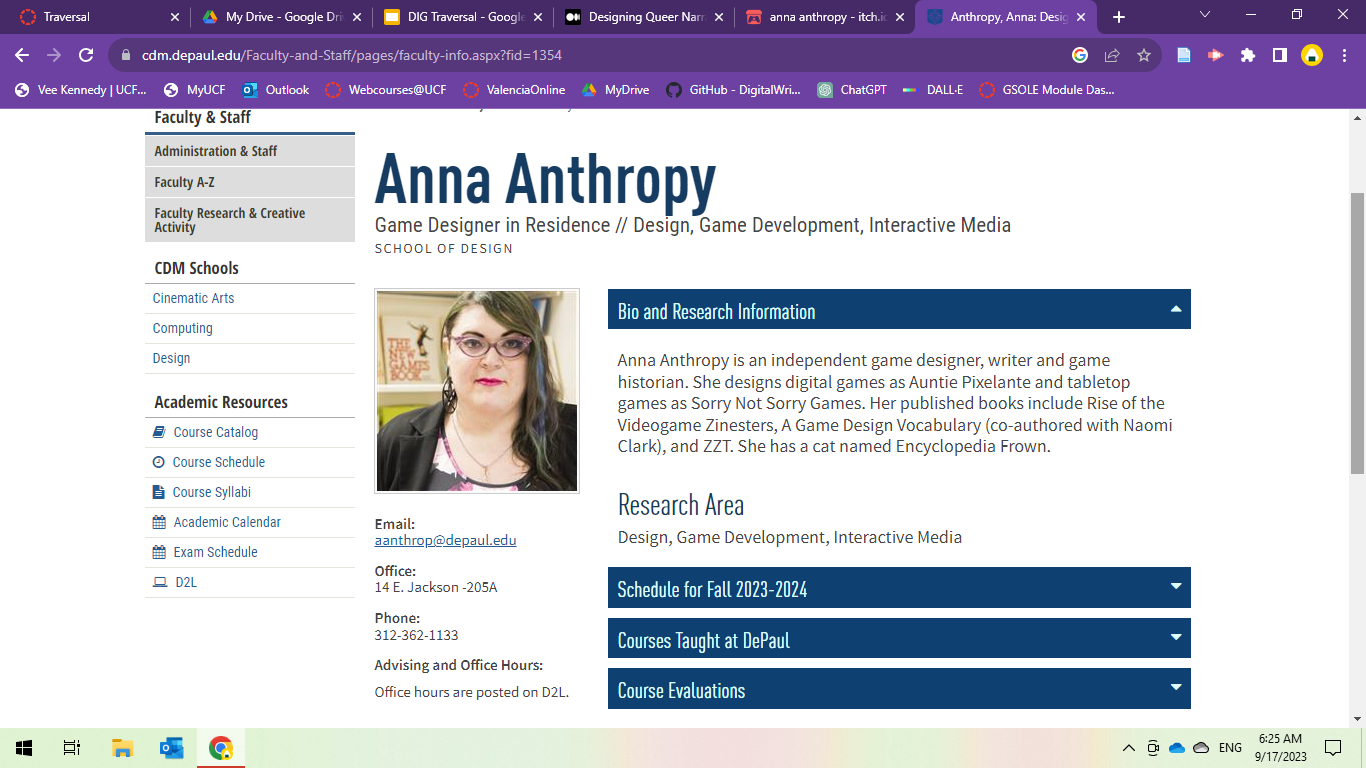 Traversal
My Drive - Google Dri
DIG Traversal - Google
Designing Queer Narr
anna anthropy - itch.io
Anthropy, Anna: Desig
cdm.depaul.edu/Faculty-and-Staff/pages/faculty-info.aspx?fid=1354
Vee Kennedy | UCF...
MyUCF
Outlook
Webcourses@UCF
ValenciaOnline
MyDrive
GitHub - DigitalWri...
ChatGPT
DALL·E
GSOLE Module Das...
Faculty & Staff
Administration & Staff
Faculty A-Z
Faculty Research & Creative
Activity
CDM Schools
Cinematic Arts
Computing
Design
Academic Resources
Course Catalog
Course Schedule
Course Syllabi
Academic Calendar
Exam Schedule
D2L
Anna Anthropy
Game Designer in Residence // Design, Game Development, Interactive Media
SCHOOL OF DESIGN
THE
NEW
GAMES
BOOK
Email:
aanthrop@depaul.edu
Office:
14 E. Jackson -205A
Phone:
312-362-1133
Advising and Office Hours:
Office hours are posted on D2L.
Bio and Research Information
Anna Anthropy is an independent game designer, writer and game
historian. She designs digital games as Auntie Pixelante and tabletop
games as Sorry Not Sorry Games. Her published books include Rise of the
Videogame Zinesters, A Game Design Vocabulary (co-authored with Naomi
Clark), and ZZT. She has a cat named Encyclopedia Frown.
Research Area
Design, Game Development, Interactive Media
Schedule for Fall 2023-2024
Courses Taught at DePaul
Course Evaluations
ENG
6:25 AM
9/17/2023